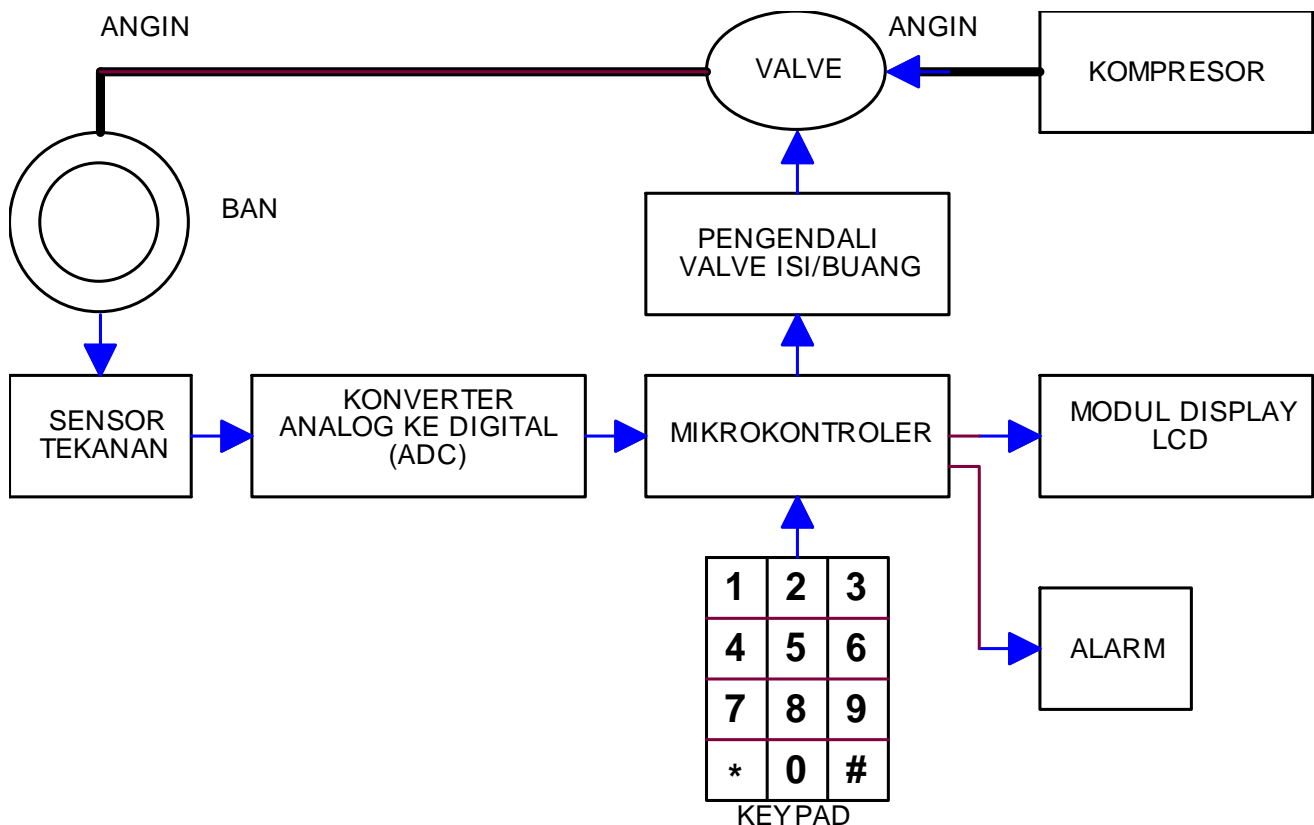 ANGIN
ANGIN
VALVE
KOMPRESOR
BAN
PENGENDALI
VALVE ISI/BUANG
SENSOR
TEKANAN
KONVERTER
ANALOG KE DIGITAL
(ADC)
MIKROKONTROLER
MODUL DISPLAY
LCD
1 2 3
4 5 6
7 8 9
* 0 #
KEYPAD
ALARM